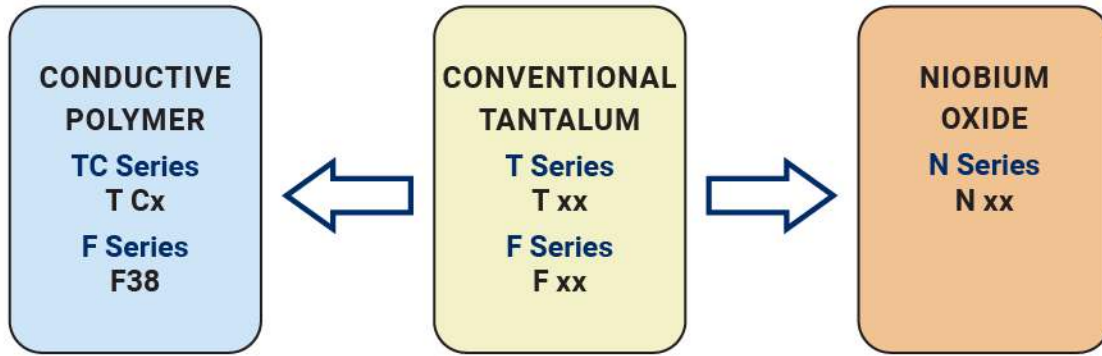 CONDUCTIVE
POLYMER
TC Series
T Cx
F Series
F38
CONVENTIONAL
TANTALUM
T Series
T xx
F Series
F xx
NIOBIUM
OXIDE
N Series
N xx